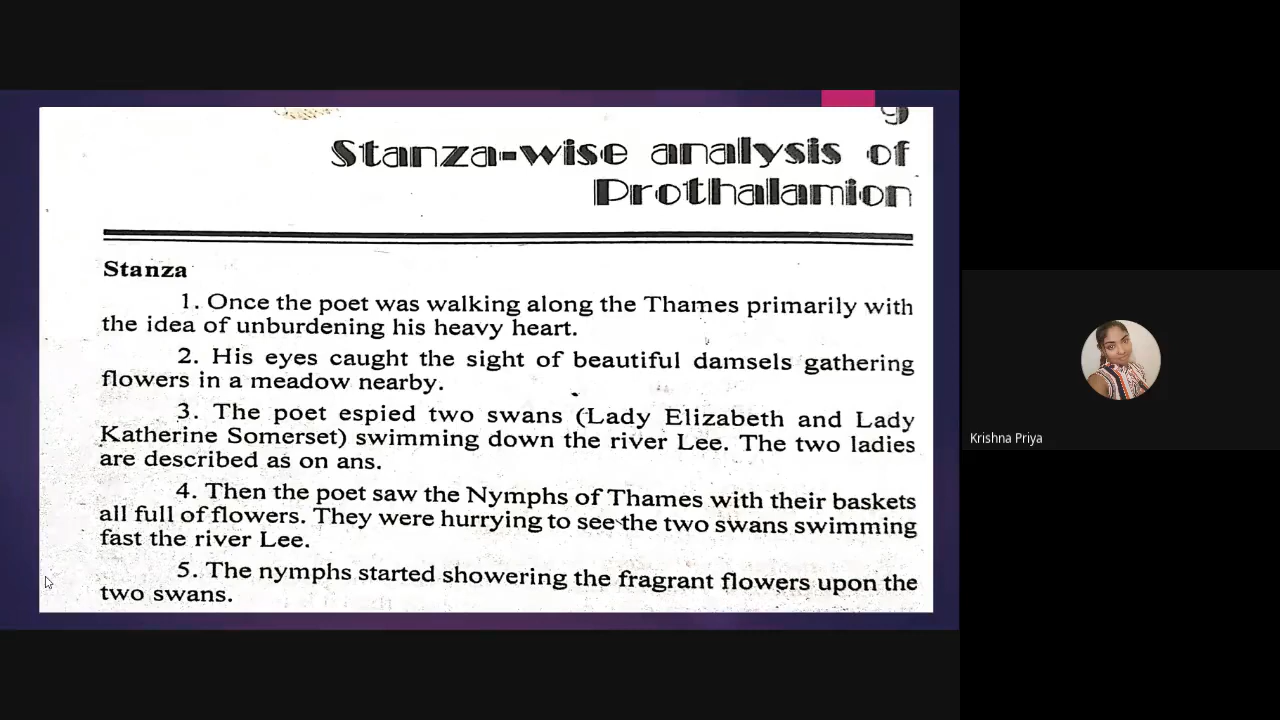 9
Stanza-wise analysis of
Prothalamion
Stanza
1. Once the poet was walking along the Thames primarily with
the idea of unburdening his heavy heart.
2. His eyes caught the sight of beautiful damsels gathering
flowers in a meadow nearby.
3. The poet espied two swans (Lady Elizabeth and Lady
Katherine Somerset) swimming down the river Lee. The two ladies
are described as on ans.
4. Then the poet saw the Nymphs of Thames with their baskets
all full of flowers. They were hurrying to see the two swans swimming
fast the river Lee.
5. The nymphs started showering the fragrant flowers upon the
two swans.
Krishna Priya